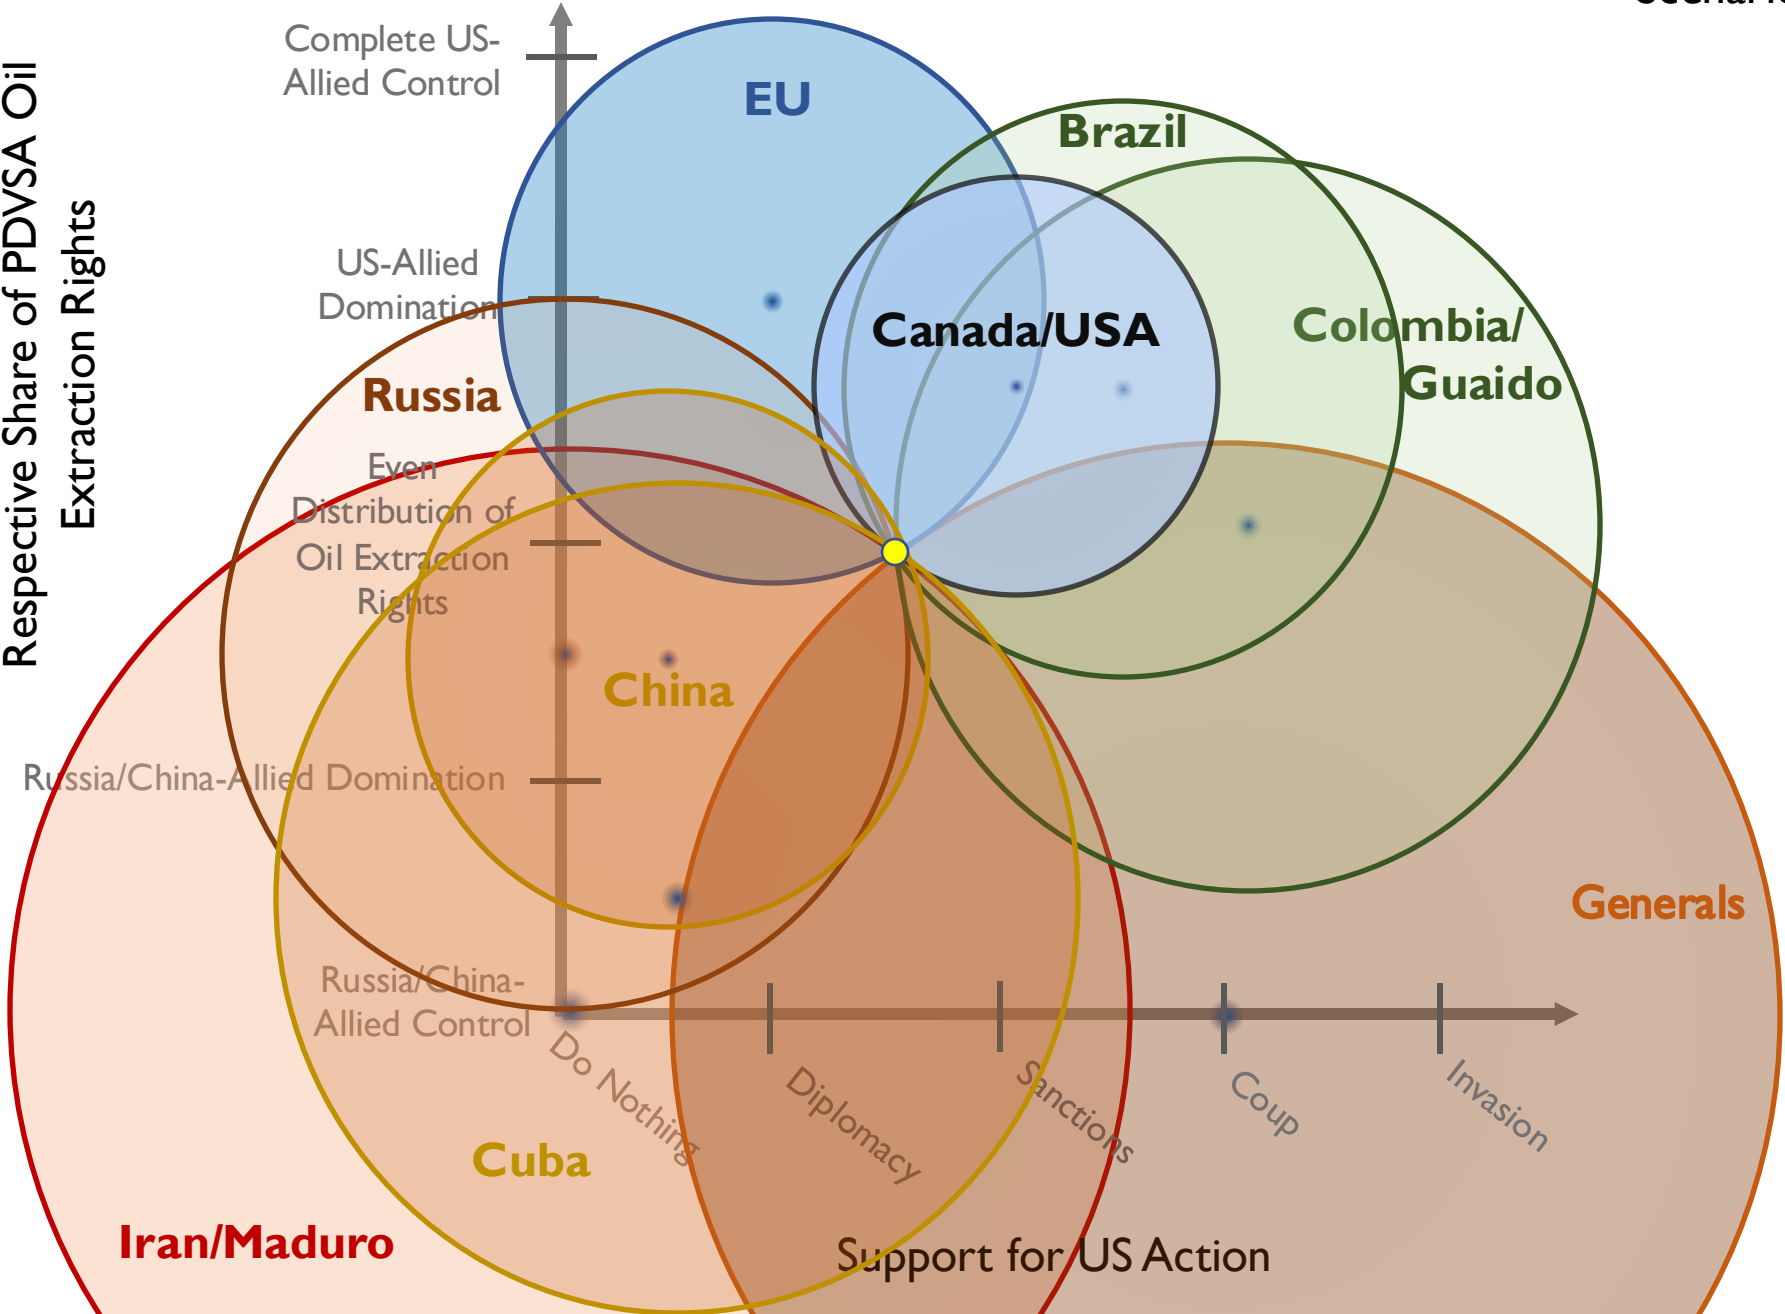 Respective Share of PDVSA Oil
Extraction Rights
Complete US-
Allied Control
US-Allied
Domination
Even
Distribution of
Oil Extraction
Rights
Russia/China-Allied Domination
Russia/China-
Allied Control
EU
Brazil
Canada/USA
Colombia/
Guaido
Russia
China
Generals
Cuba
Iran/Maduro
Do Nothing
Diplomacy
Sanctions
Coup
Invasion
Support for US Action